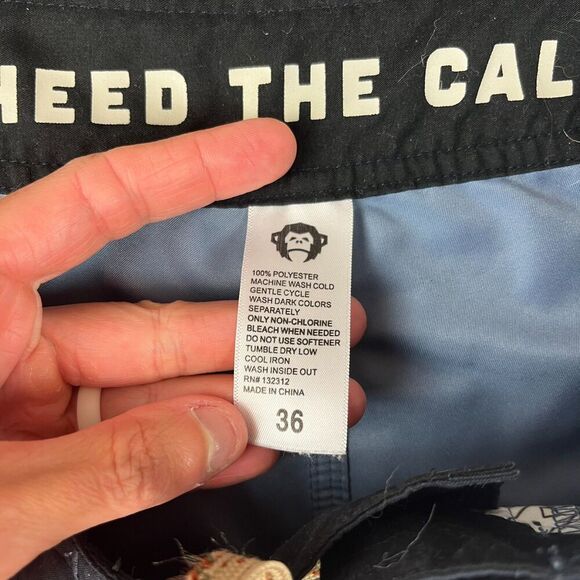 HEED THE CAL
100% POLYESTER
MACHINE WASH COLD
GENTLE CYCLE
WASH DARK COLORS
SEPARATELY
ONLY NON-CHLORINE
BLEACH WHEN NEEDED
DO NOT USE SOFTENER
TUMBLE DRY LOW
COOL IRON
WASH INSIDE OUT
RN# 132312
MADE IN CHINA
36